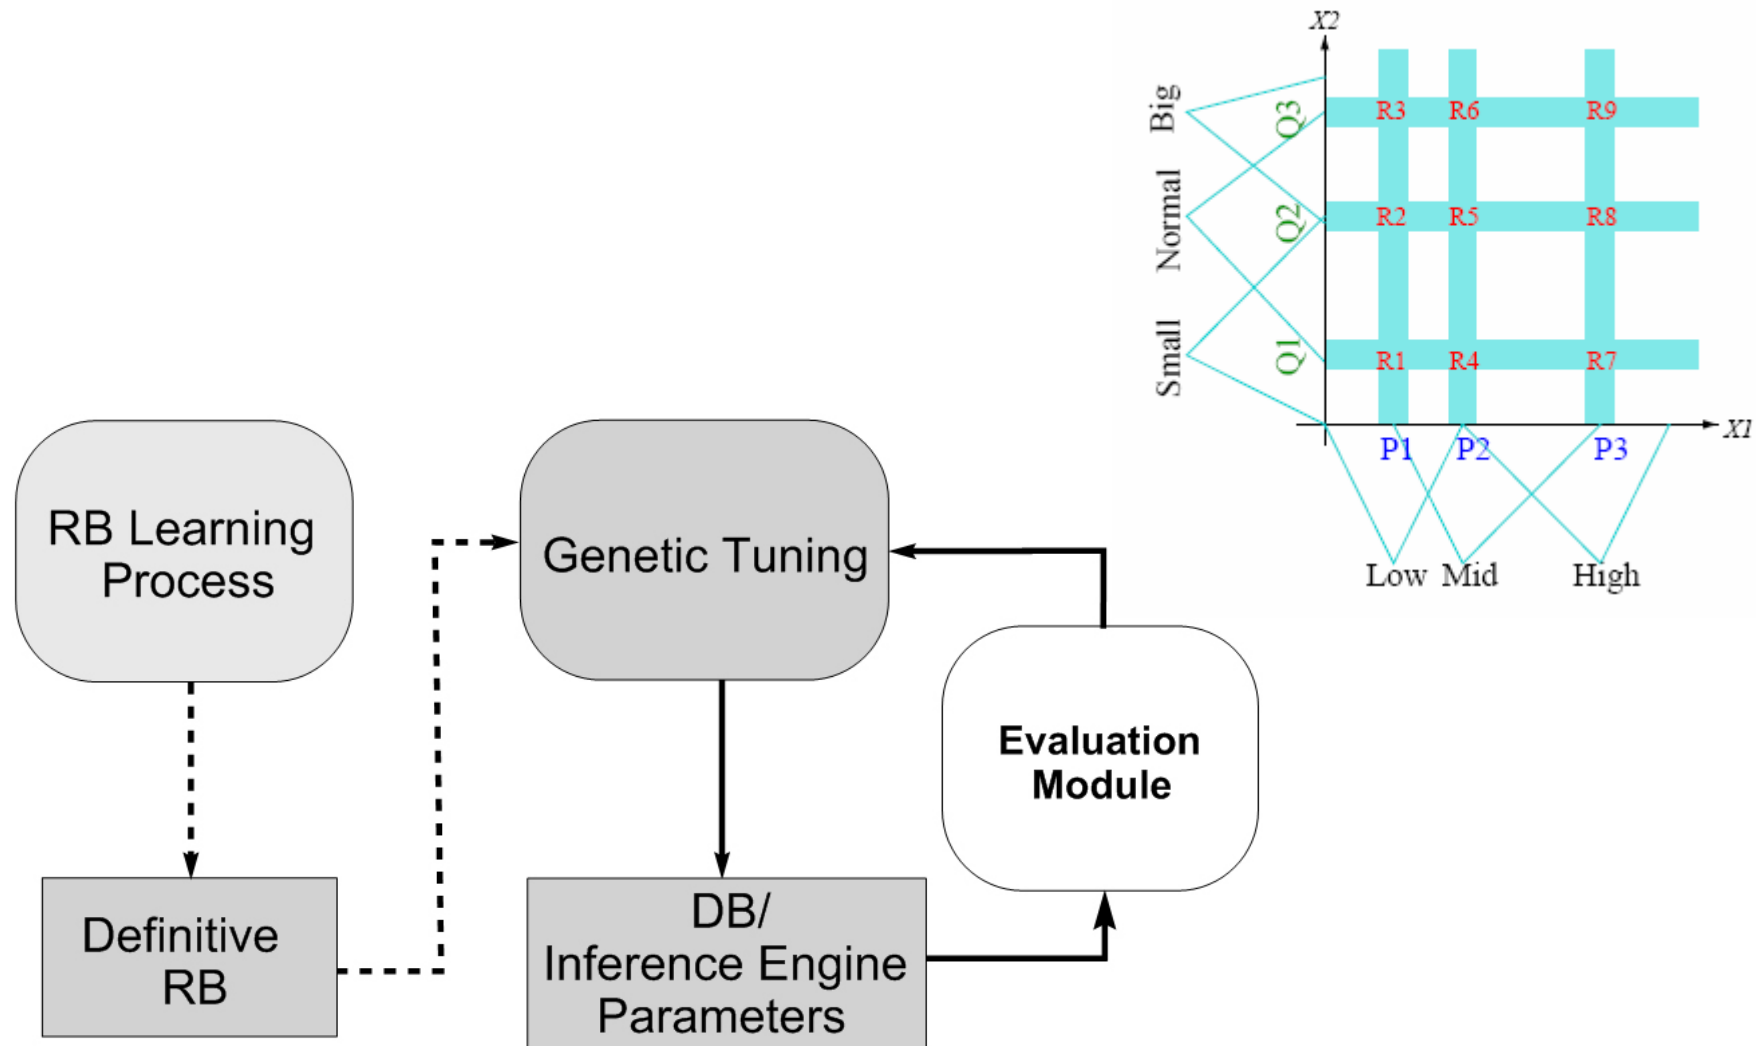 X2
Big
Q3
R3
R6
R9
Normal
Q2
R2
R5
R8
Small
Q1
R1
R4
R7
X1
P1
P2
P3
Low
Mid
High
RB Learning
Process
Genetic Tuning
Evaluation
Module
Definitive
RB
DB/
Inference Engine
Parameters